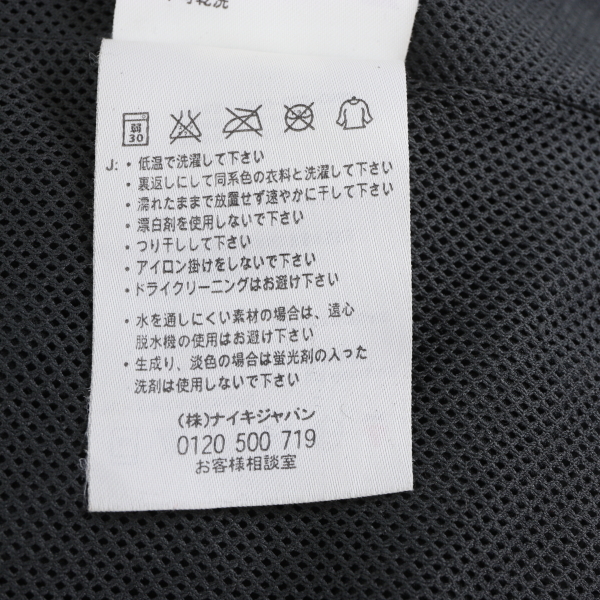 可乾洗
弱
30
J: ・低温で洗濯して下さい
・裏返しにして同系色の衣料と洗濯して下さい
・濡れたままで放置せず速やかに干して下さい
・漂白剤を使用しないで下さい
・つり干しして下さい
・アイロン掛けをしないで下さい
・ドライクリーニングはお避け下さい
・水を通しにくい素材の場合は、遠心
脱水機の使用はお避け下さい
・生成り、淡色の場合は蛍光剤の入った
洗剤は使用しないで下さい
(株)ナイキジャパン
0120 500 719
お客様相談室